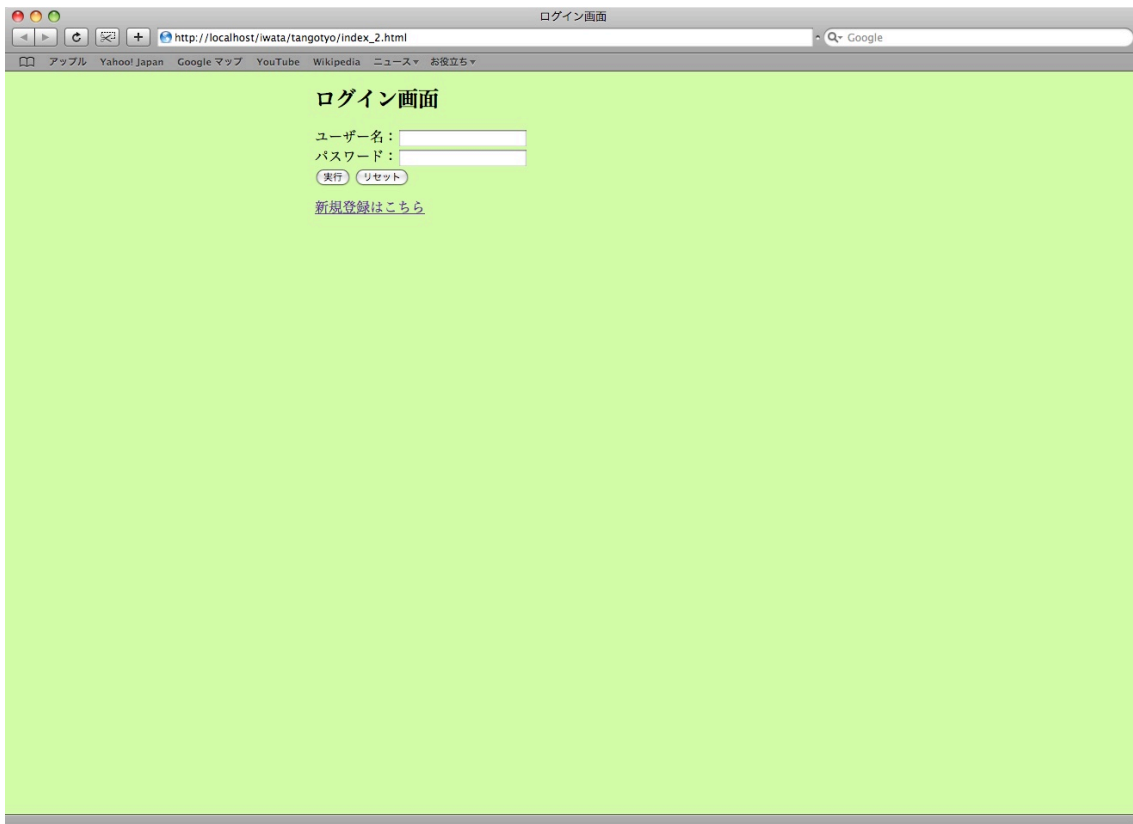 ログイン画面
http://localhost/iwata/tangotyo/index_2.html
Google
アップル Yahoo! Japan Google マップ YouTube Wikipedia ニュース▼ お役立ち▼
ログイン画面
ユーザー名：
パスワード：
実行 リセット
新規登録はこちら